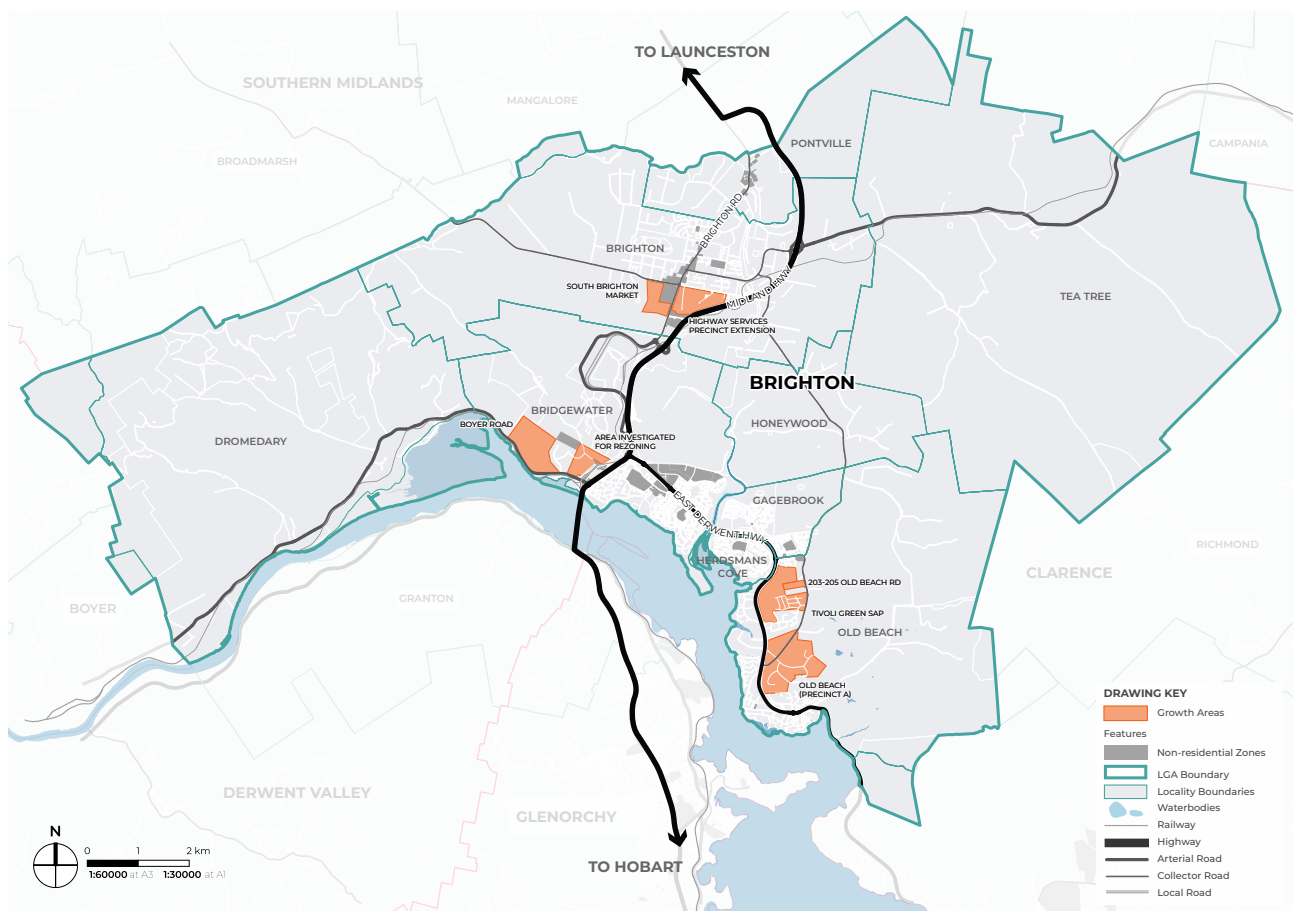 TO LAUNCESTON
SOUTHERN MIDLANDS
MANGALORE
PONTVILLE
CAMPANIA
BROADMARSH
BRIGHTON RD
BRIGHTON
SOUTH BRIGHTON
MARKET
MIDLAND HWY
TEA TREE
HIGHWAY SERVICES
PRECINCT EXTENSION
BRIGHTON
BRIDGEWATER
HONEYWOOD
BOYER ROAD
DROMEDARY
AREA INVESTIGATED
FOR REZONING
EAST DERWENT HWY
GAGEBROOK
HERDSMANS
COVE
RICHMOND
CLARENCE
203-205 OLD BEACH RD
BOYER
GRANTON
TIVOLI GREEN SAP
OLD BEACH
OLD BEACH
(PRECINCT A)
DERWENT VALLEY
GLENORCHY
TO HOBART
N
0 1 2 km
1:60000 at A3 1:30000 at A1
DRAWING KEY
Growth Areas
Features
Non-residential Zones
LGA Boundary
Locality Boundaries
Waterbodies
Railway
Highway
Arterial Road
Collector Road
Local Road